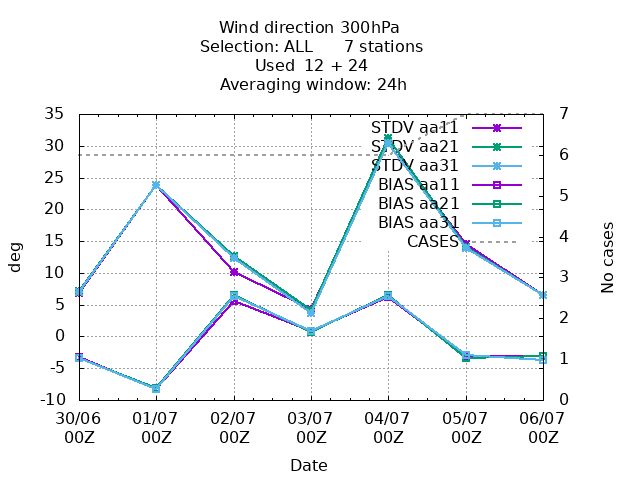 Wind direction 300hPa
Selection: ALL 7 stations
Used 12 + 24
Averaging window: 24h
deg
35
30
25
20
15
10
5
0
-5
-10
STDV aa11
STDV aa21
STDV aa31
BIAS aa11
BIAS aa21
BIAS aa31
CASES
7
6
5
4
3
2
1
0
No cases
30/06 01/07 02/07 03/07 04/07 05/07 06/07
00Z 00Z 00Z 00Z 00Z 00Z 00Z
Date